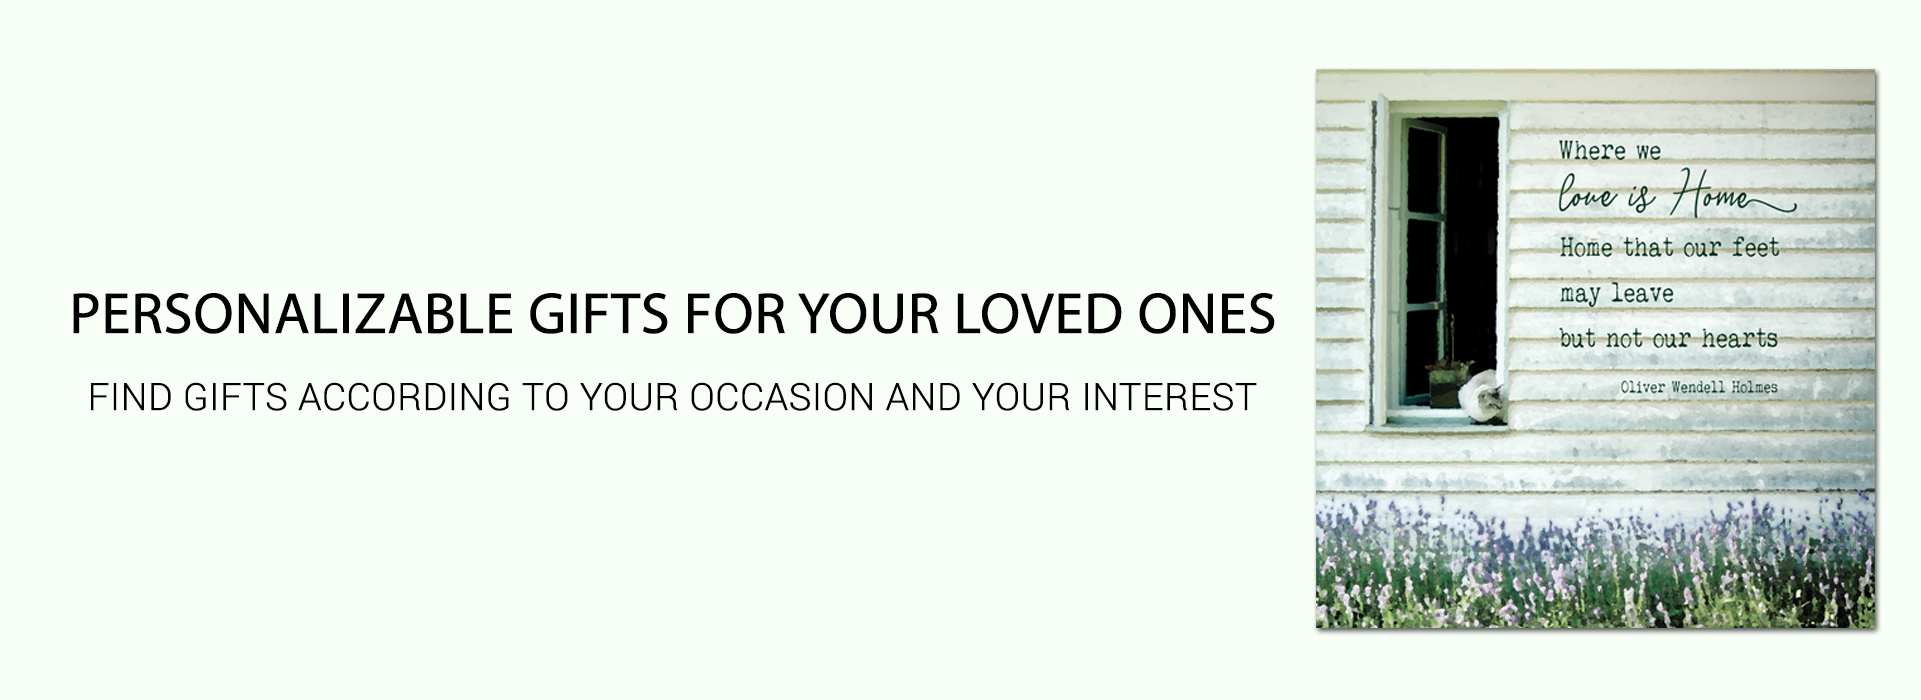 PERSONALIZABLE GIFTS FOR YOUR LOVED ONES
FIND GIFTS ACCORDING TO YOUR OCCASION AND YOUR INTEREST
Where we
love is Home
Home that our feet
may leave
but not our hearts
Oliver Wendell Holmes